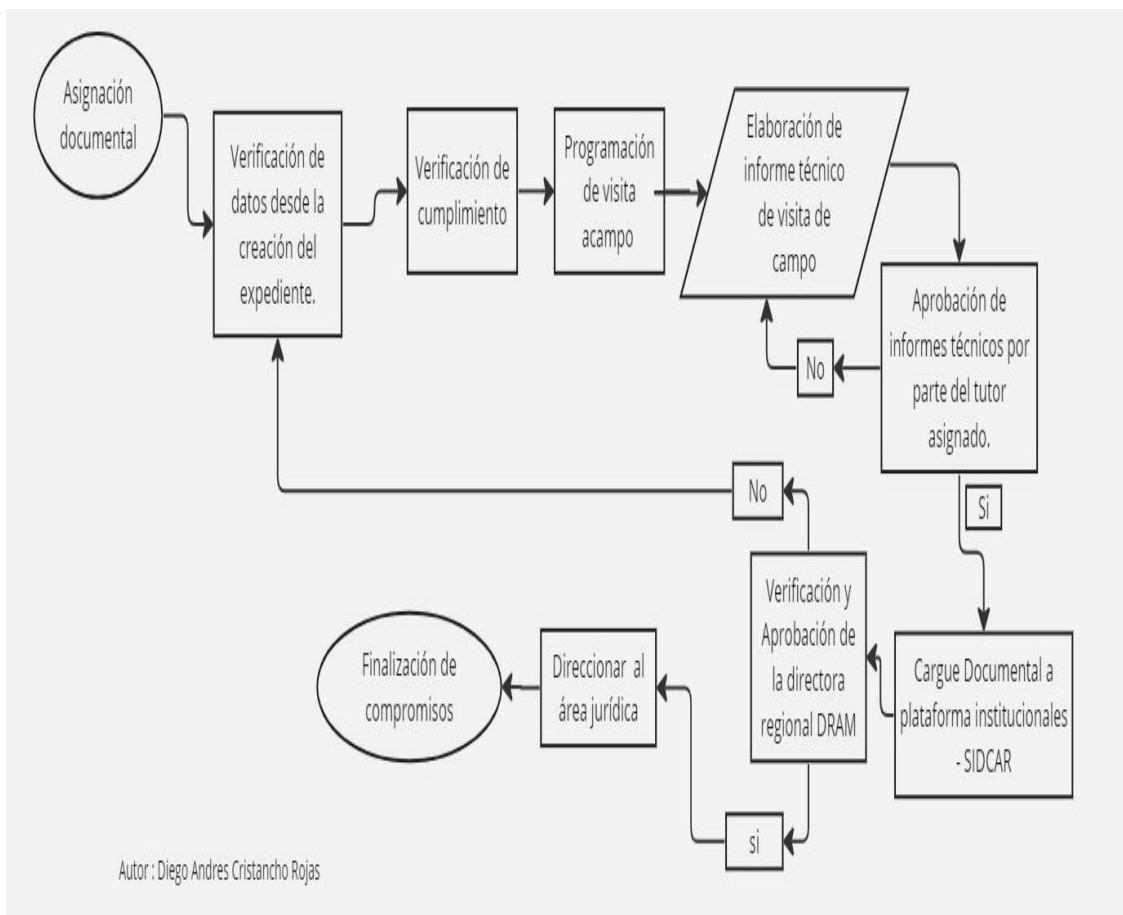 Asignación
documental
Verificación de
datos desde la
creación del
expediente.
Verificación de
cumplimiento
Programación
de visita
acampo
Elaboración de
informe técnico
de visita de
campo
Aprobación de
informes técnicos por
parte del tutor
asignado.
No
Si
Cargue Documental a
plataforma institucionales
- SIDCAR
Verificación y
Aprobación de
la directora
regional DRAM
No
si
Direccionar al
área jurídica
Finalización de
compromisos
Autor : Diego Andres Cristancho Rojas